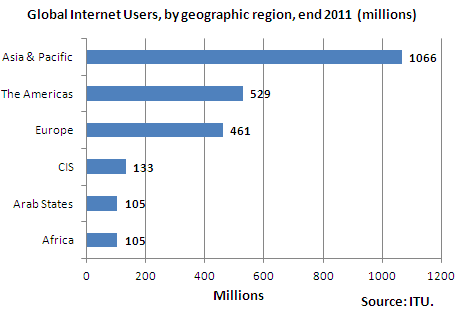 Global Internet Users, by geographic region, end 2011 (millions)
Asia & Pacific 1066
The Americas 529
Europe 461
CIS 133
Arab States 105
Africa 105
0 200 400 600 800 1000 1200
Millions
Source: ITU.